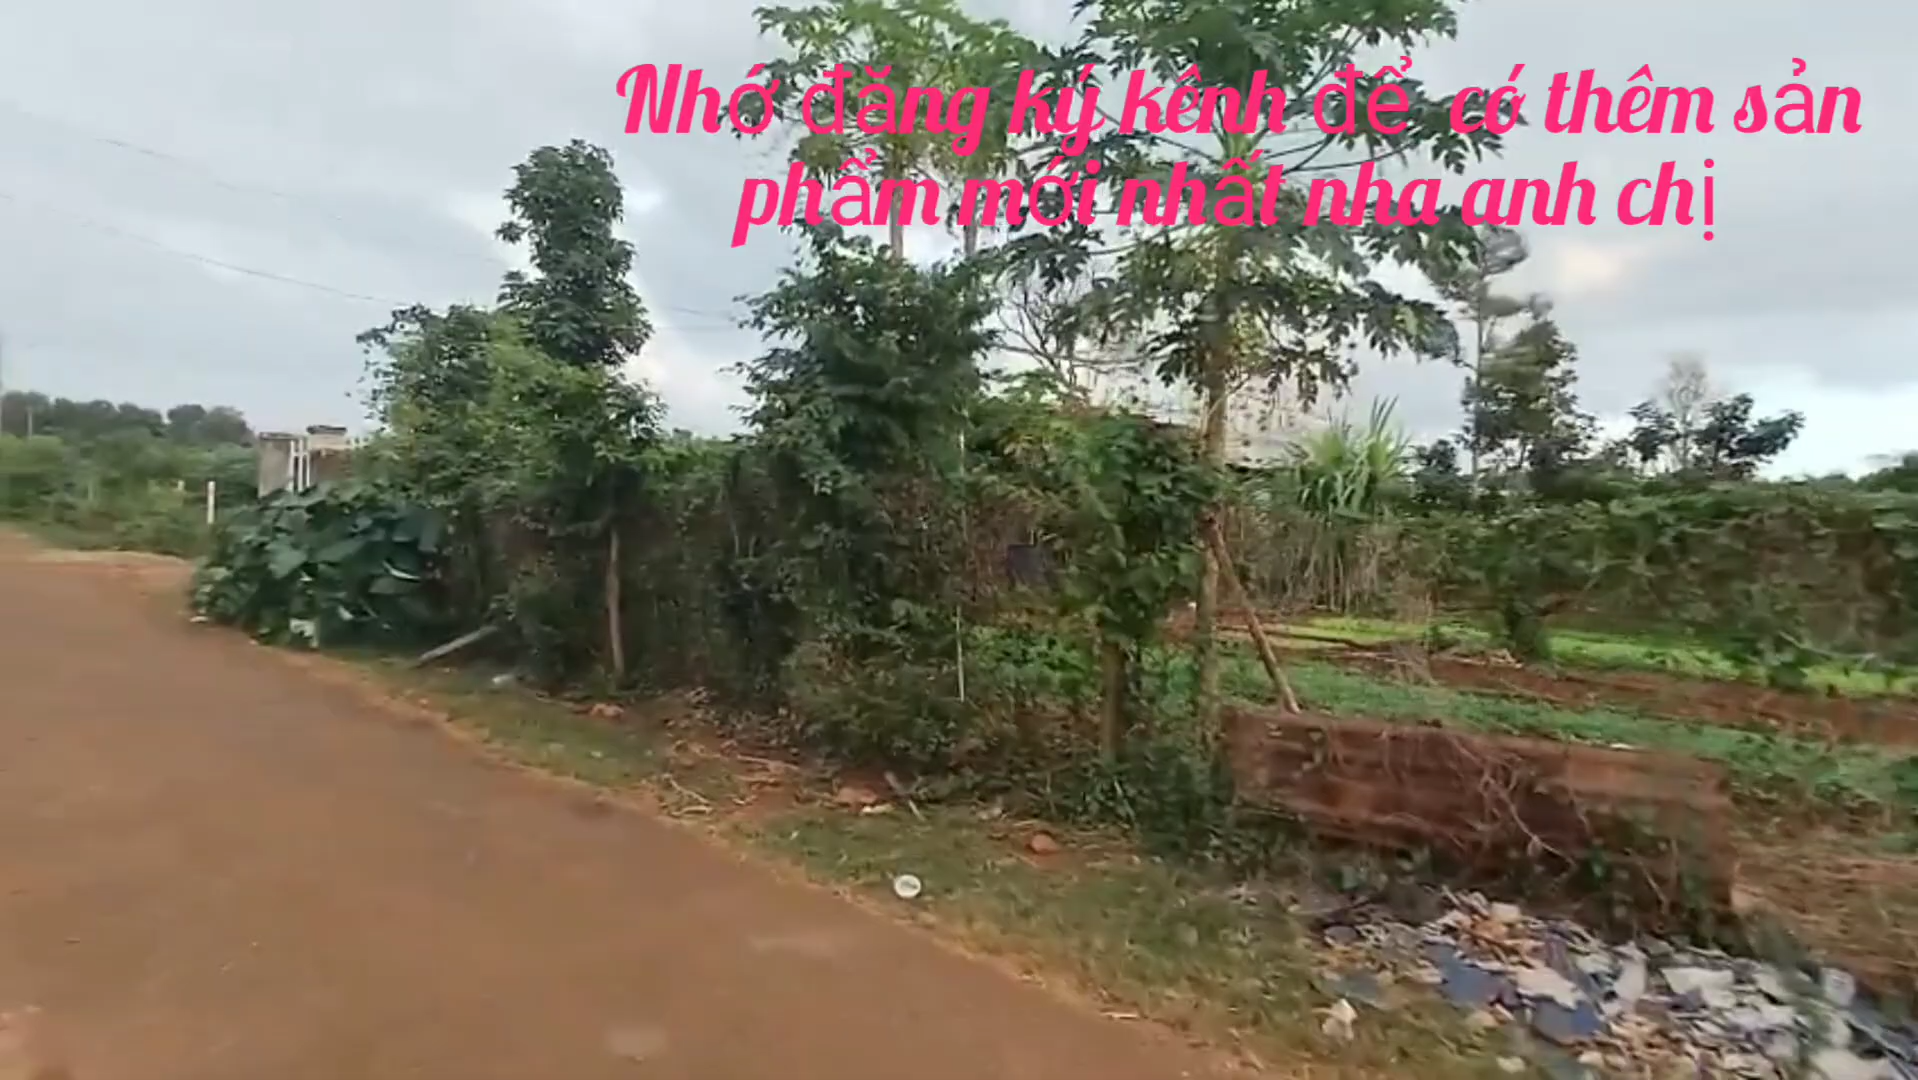 Nhớ đăng ký kênh để có thêm sản
phẩm mới nhất nha anh chị